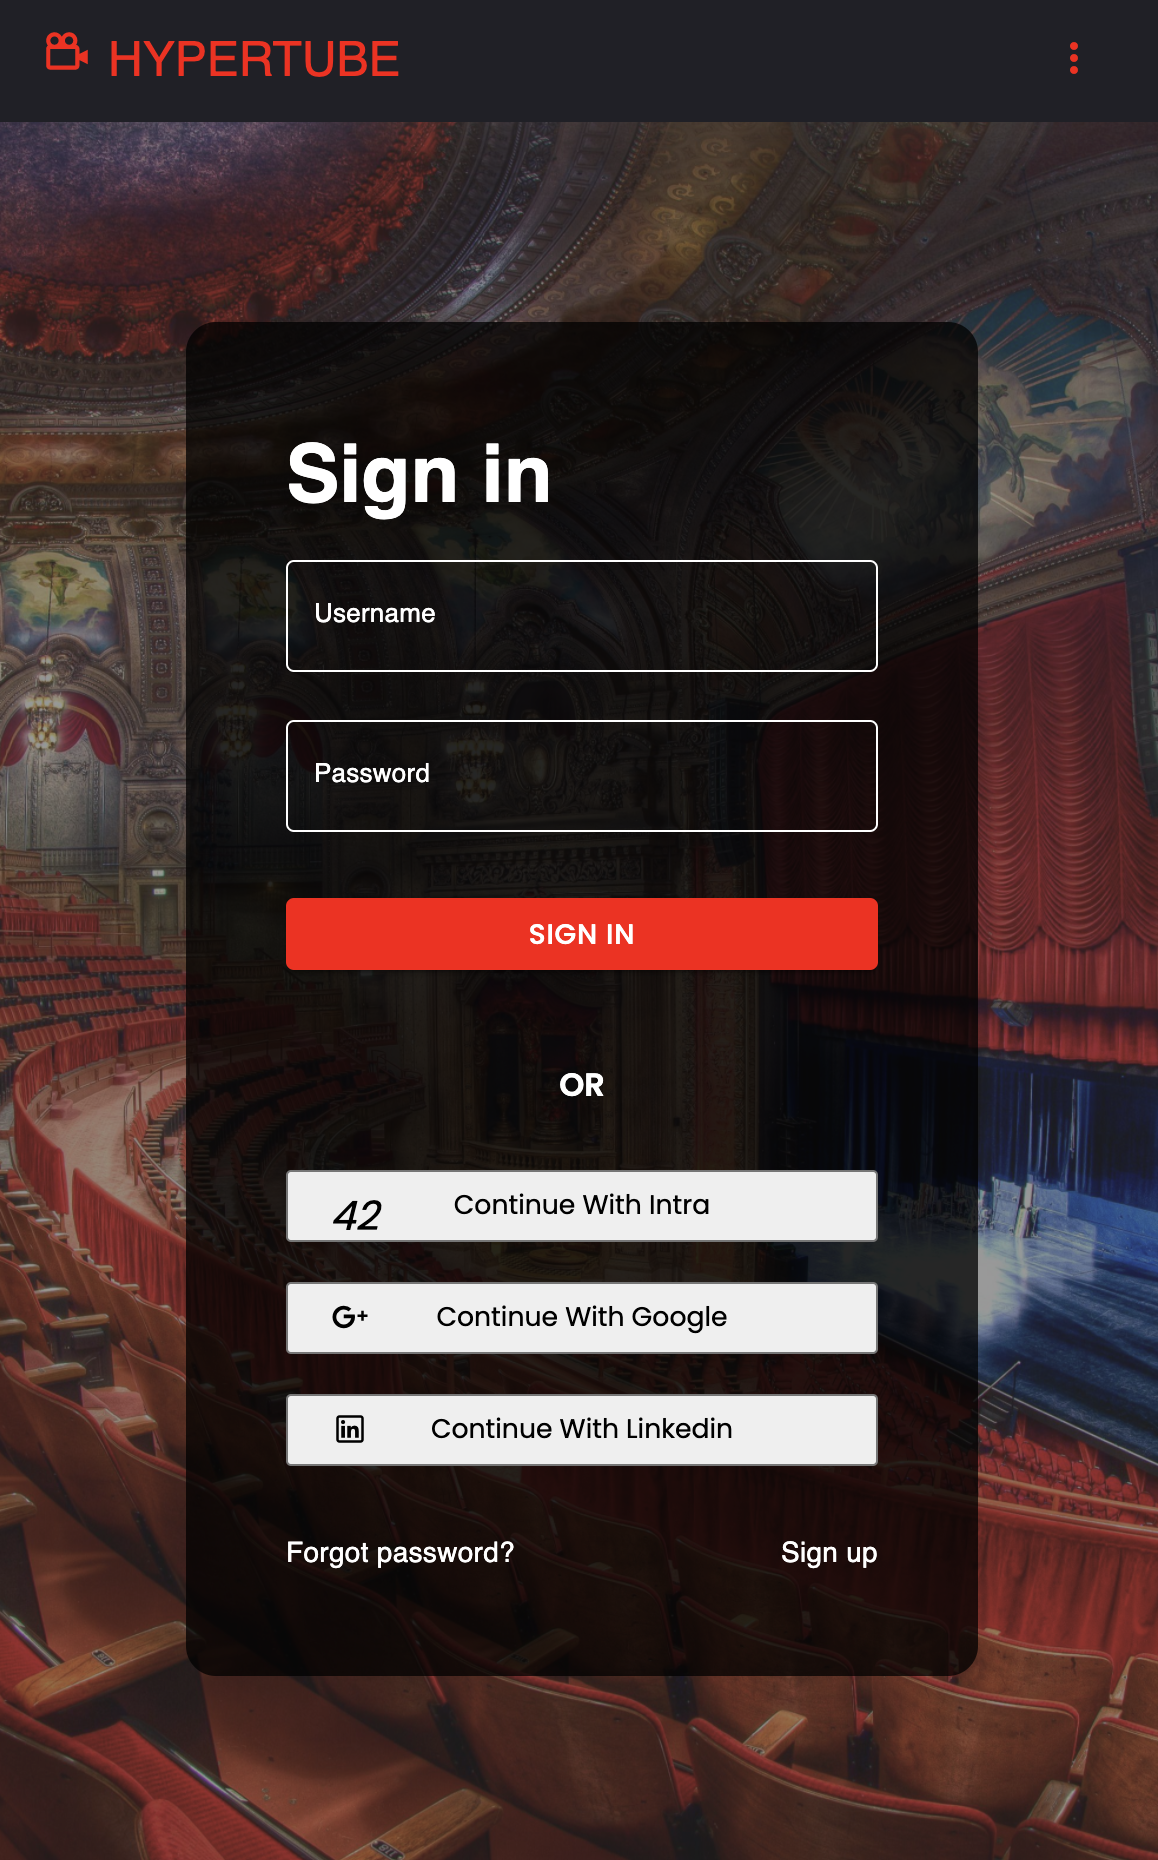 HYPERTUBE
Sign in
Username
Password
SIGN IN
OR
42 Continue With Intra
G+ Continue With Google
in Continue With Linkedin
Forgot password? Sign up